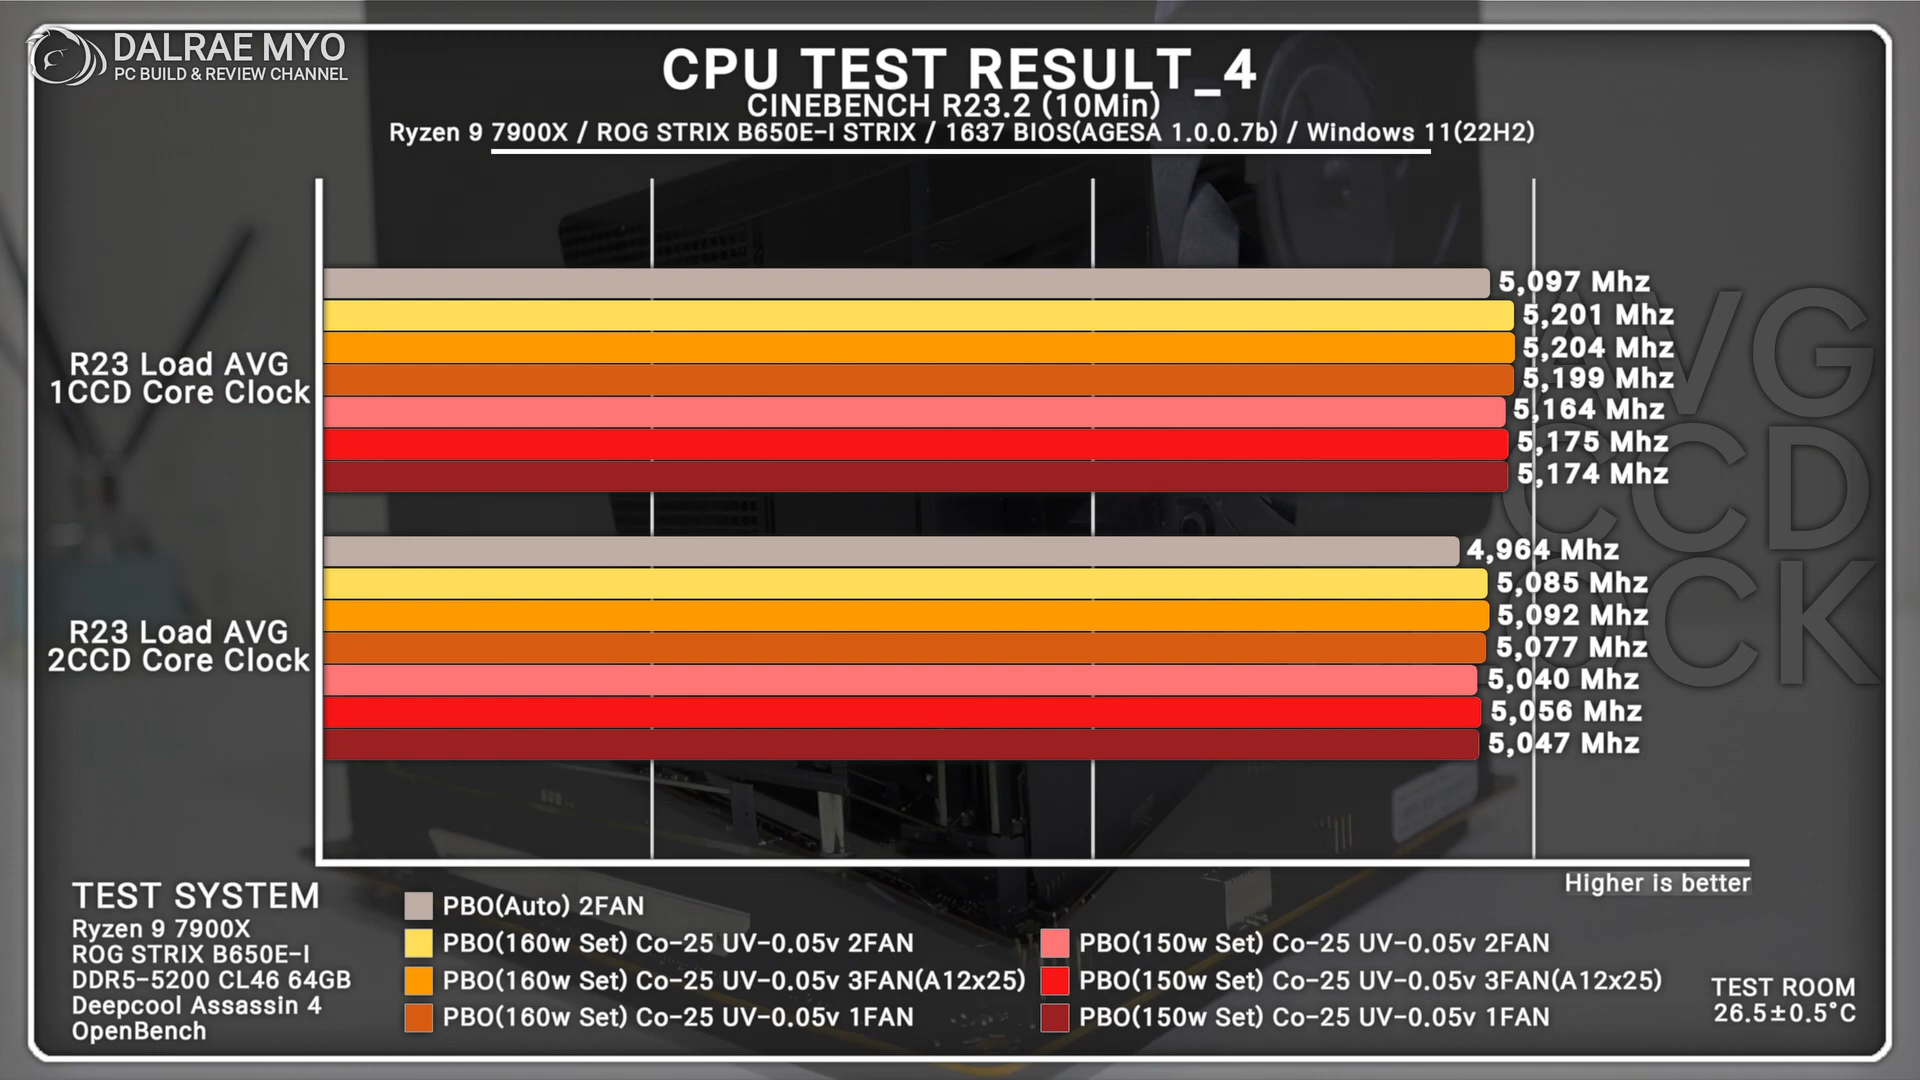 DALRAE MYO
PC BUILD & REVIEW CHANNEL
CPU TEST RESULT_4
CINEBENCH R23.2 (10Min)
Ryzen 9 7900X / ROG STRIX B650E-I STRIX / 1637 BIOS(AGESA 1.0.0.7b) / Windows 11(22H2)
AVG
CCD
OCK
R23 Load AVG
1CCD Core Clock
5,097 Mhz
5,201 Mhz
5,204 Mhz
5,199 Mhz
5,164 Mhz
5,175 Mhz
5,174 Mhz
R23 Load AVG
2CCD Core Clock
4,964 Mhz
5,085 Mhz
5,092 Mhz
5,077 Mhz
5,040 Mhz
5,056 Mhz
5,047 Mhz
Higher is better
TEST SYSTEM
Ryzen 9 7900X
ROG STRIX B650E-I
DDR5-5200 CL46 64GB
Deepcool Assassin 4
OpenBench
PBO(Auto) 2FAN
PBO(160w Set) Co-25 UV-0.05v 2FAN
PBO(160w Set) Co-25 UV-0.05v 3FAN(A12x25)
PBO(160w Set) Co-25 UV-0.05v 1FAN
PBO(150w Set) Co-25 UV-0.05v 2FAN
PBO(150w Set) Co-25 UV-0.05v 3FAN(A12x25)
PBO(150w Set) Co-25 UV-0.05v 1FAN
TEST ROOM
26.5±0.5°C